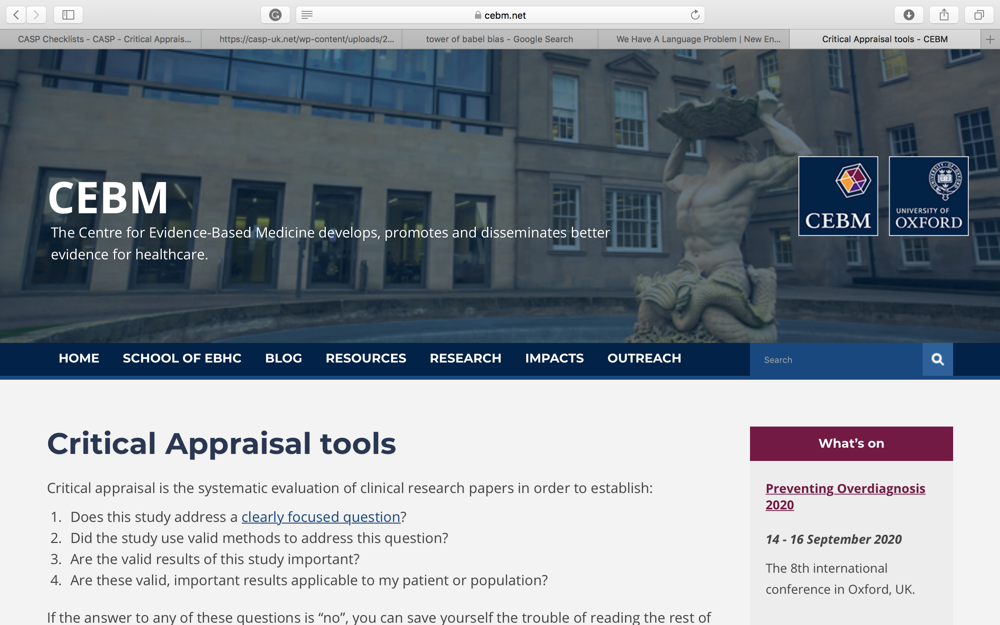 cebm.net
CASP Checklists - CASP - Critical Apprais...
https://casp-uk.net/wp-content/uploads/2...
tower of babel bias - Google Search
We Have A Language Problem | New En...
Critical Appraisal tools - CEBM
CEBM
The Centre for Evidence-Based Medicine develops, promotes and disseminates better
evidence for healthcare.
CEBM
UNIVERSITY OF
OXFORD
HOME
SCHOOL OF EBHC
BLOG
RESOURCES
RESEARCH
IMPACTS
OUTREACH
Search
Critical Appraisal tools
Critical appraisal is the systematic evaluation of clinical research papers in order to establish:
1. Does this study address a clearly focused question?
2. Did the study use valid methods to address this question?
3. Are the valid results of this study important?
4. Are these valid, important results applicable to my patient or population?
If the answer to any of these questions is “no”, you can save yourself the trouble of reading the rest of
What’s on
Preventing Overdiagnosis
2020
14 - 16 September 2020
The 8th international
conference in Oxford, UK.